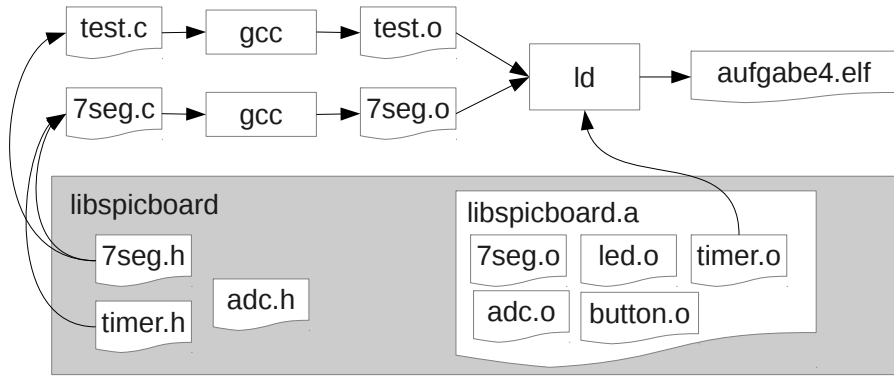 test.c
gcc
test.o
ld
aufgabe4.elf
7seg.c
gcc
7seg.o
libspicboard
libspicboard.a
7seg.h
7seg.o
led.o
timer.o
adc.h
timer.h
adc.o
button.o